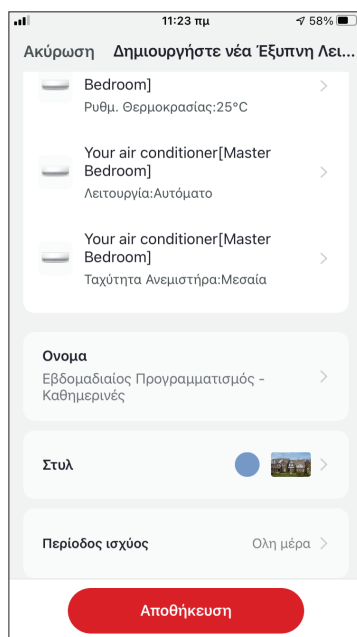 11:23 πμ
58%
Ακύρωση Δημιουργήστε νέα Έξυπνη Λει...
Bedroom]
Ρυθμ. Θερμοκρασίας:25°C
Your air conditioner[Master
Bedroom]
Λειτουργία:Αυτόματο
Your air conditioner[Master
Bedroom]
Ταχύτητα Ανεμιστήρα:Μεσαία
Ονομα
Εβδομαδιαίος Προγραμματισμός -
Καθημερινές
Στυλ
Περίοδος ισχύος Ολη μέρα
Αποθήκευση